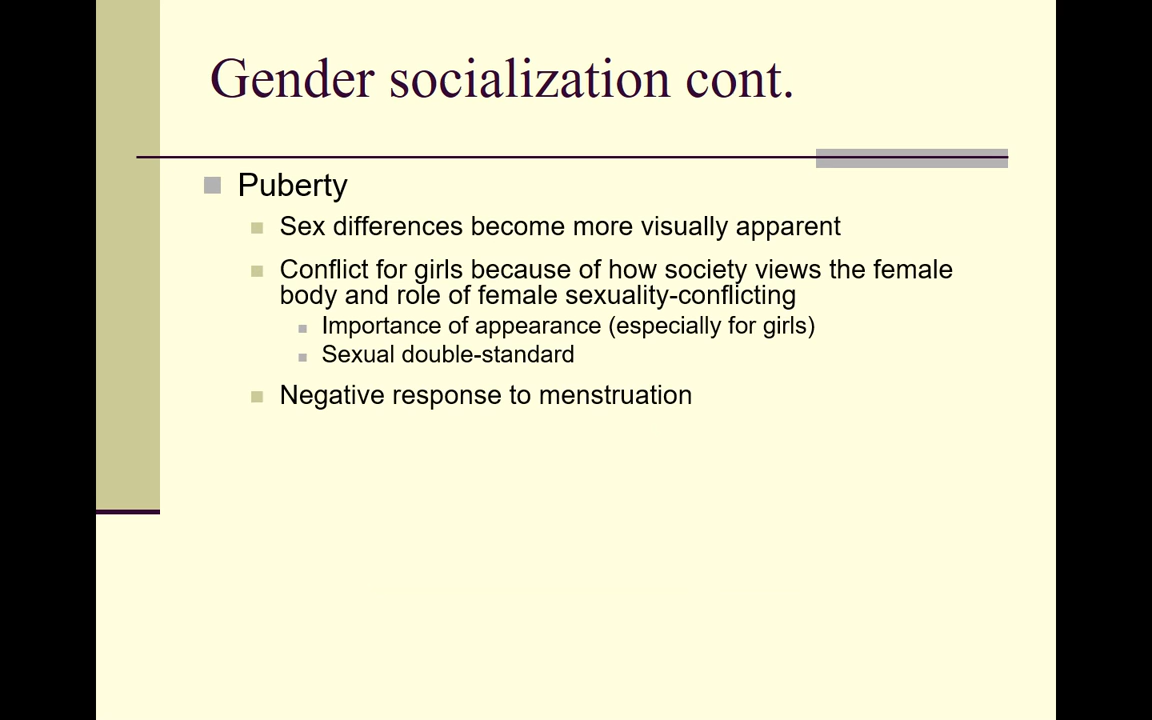 Gender socialization cont.
Puberty
Sex differences become more visually apparent
Conflict for girls because of how society views the female
body and role of female sexuality-conflicting
Importance of appearance (especially for girls)
Sexual double-standard
Negative response to menstruation